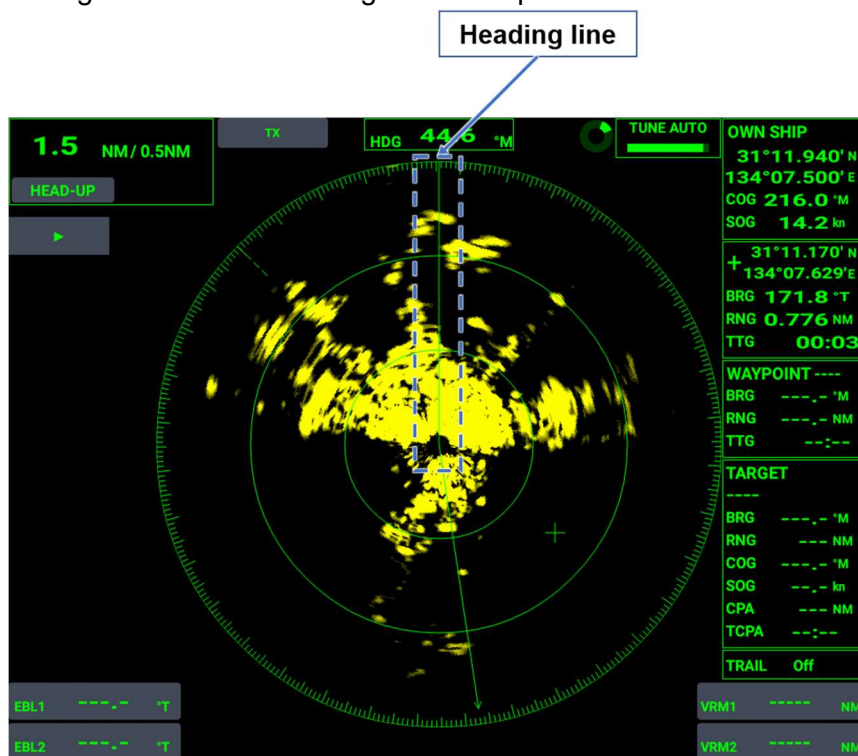 Heading line
1.5 NM/ 0.5NM
HEAD-UP
TX
HDG 44.6 °M
TUNE AUTO
OWN SHIP
31°11.940' N
134°07.500' E
COG 216.0 °M
SOG 14.2 kn
+ 31°11.170' N
134°07.629' E
BRG 171.8 °T
RNG 0.776 NM
TTG 00:03
WAYPOINT ----
BRG ---.- °M
RNG ---.- NM
TTG --:--
TARGET
----
BRG ---.- °M
RNG --- NM
COG ---.- °M
SOG --.- kn
CPA --- NM
TCPA --:--
TRAIL Off
EBL1 ---.- °T
EBL2 ---.- °T
VRM1 ----- NM
VRM2 ----- NM